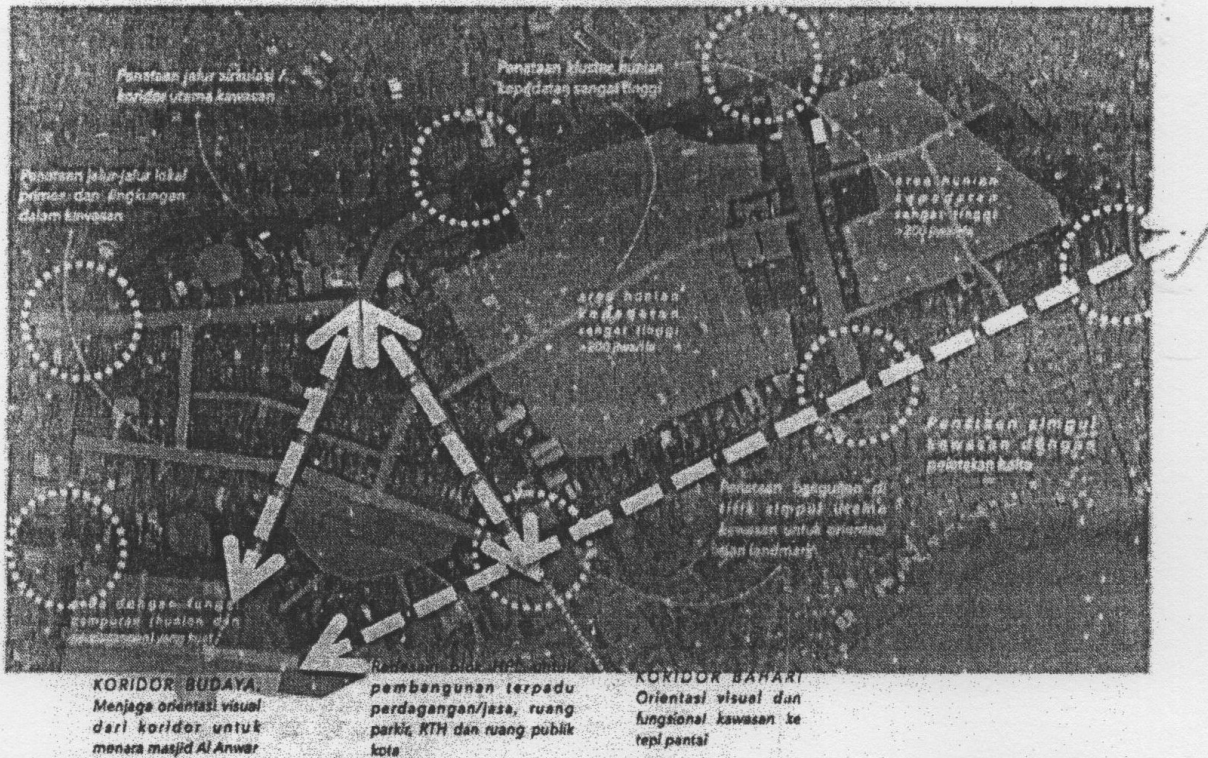 Penataan jalur sirkulasi /
koridor utama kawasan
Penataan kluster hunian
kepadatan sangat tinggi
Penataan jalur-jalur lokal
primer dan lingkungan
dalam kawasan
area hunian
kepadatan
sangat tinggi
>200 jiwa/ha
area hunian
kepadatan
sangat tinggi
>200 jiwa/ha
Penataan simpul
kawasan dengan
Penataan bangunan di
titik simpul utama
kawasan untuk orientasi
dan landmark
dengan fungsi
campuran (hunian dan
KORIDOR BUDAYA.
Menjaga orientasi visual
dari koridor untuk
menara masjid Al Anwar
blok HPL untuk
pembangunan terpadu
perdagangan/jasa, ruang
parkir, RTH dan ruang publik
kota
KORIDOR BAHARI
Orientasi visual dan
fungsional kawasan ke
tepi pantai